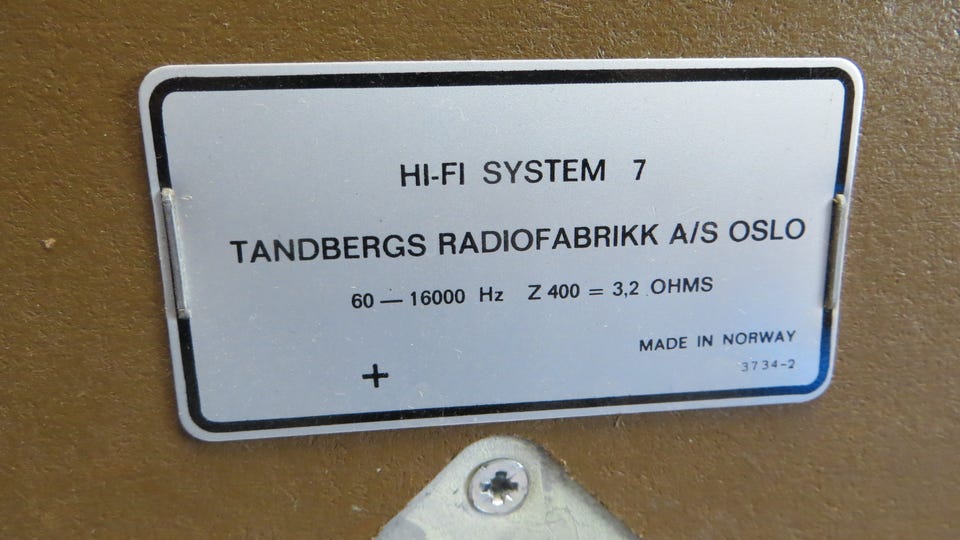 HI-FI SYSTEM 7
TANDBERGS RADIOFABRIKK A/S OSLO
60 — 16000 Hz Z 400 = 3,2 OHMS
MADE IN NORWAY
3734-2
+